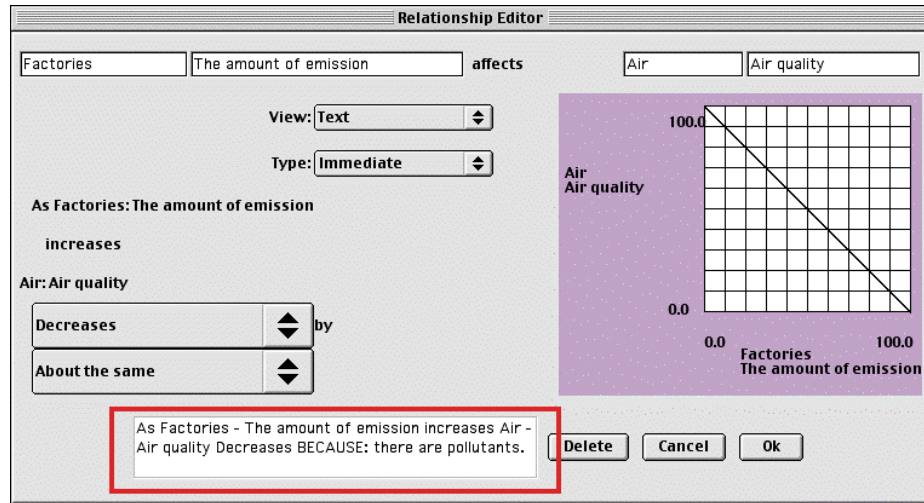 Relationship Editor
Factories The amount of emission affects Air Air quality
View: Text
Type: Immediate
As Factories: The amount of emission
increases
Air: Air quality
Decreases by
About the same
As Factories - The amount of emission increases Air -
Air quality Decreases BECAUSE: there are pollutants.
100.0
Air
Air quality
0.0
0.0 100.0
Factories
The amount of emission
Delete Cancel Ok